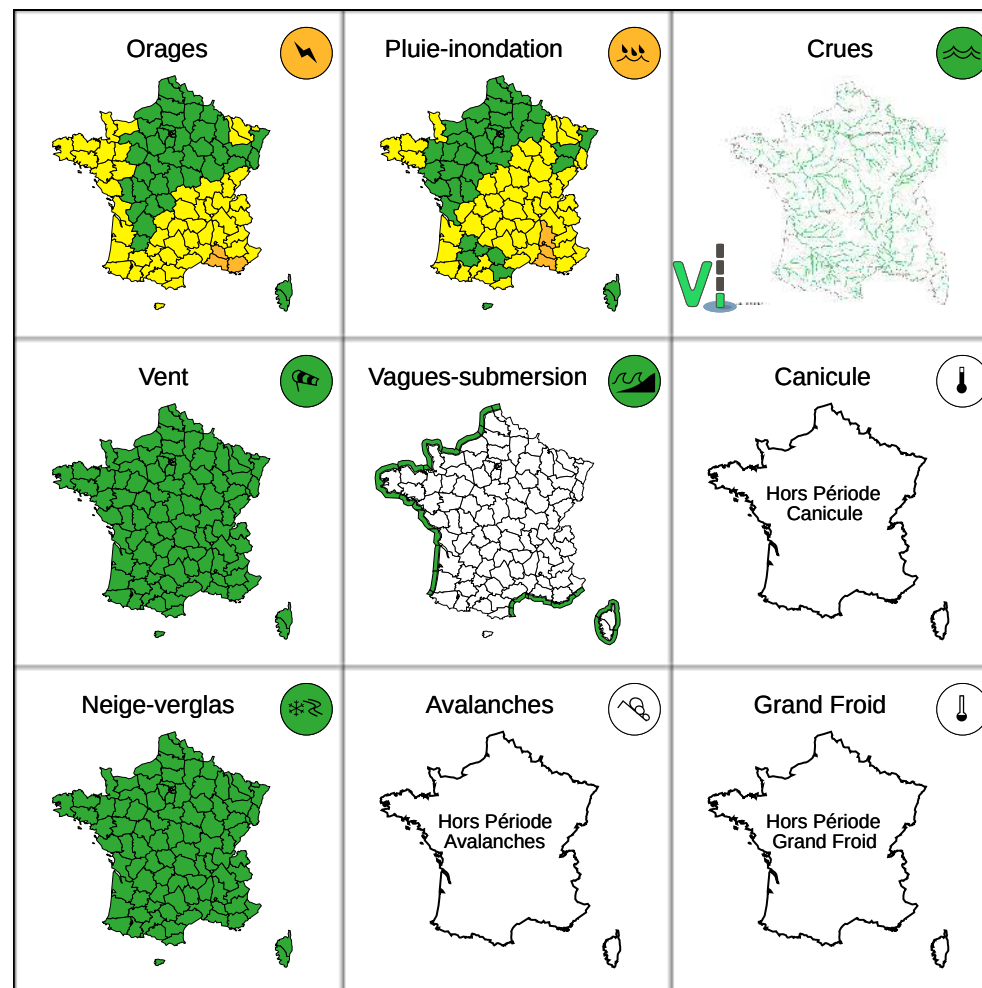 Orages
Pluie-inondation
Crues
Vi
Vent
Vagues-submersion
Canicule
Hors Période
Canicule
Neige-verglas
Avalanches
Grand Froid
Hors Période
Avalanches
Hors Période
Grand Froid